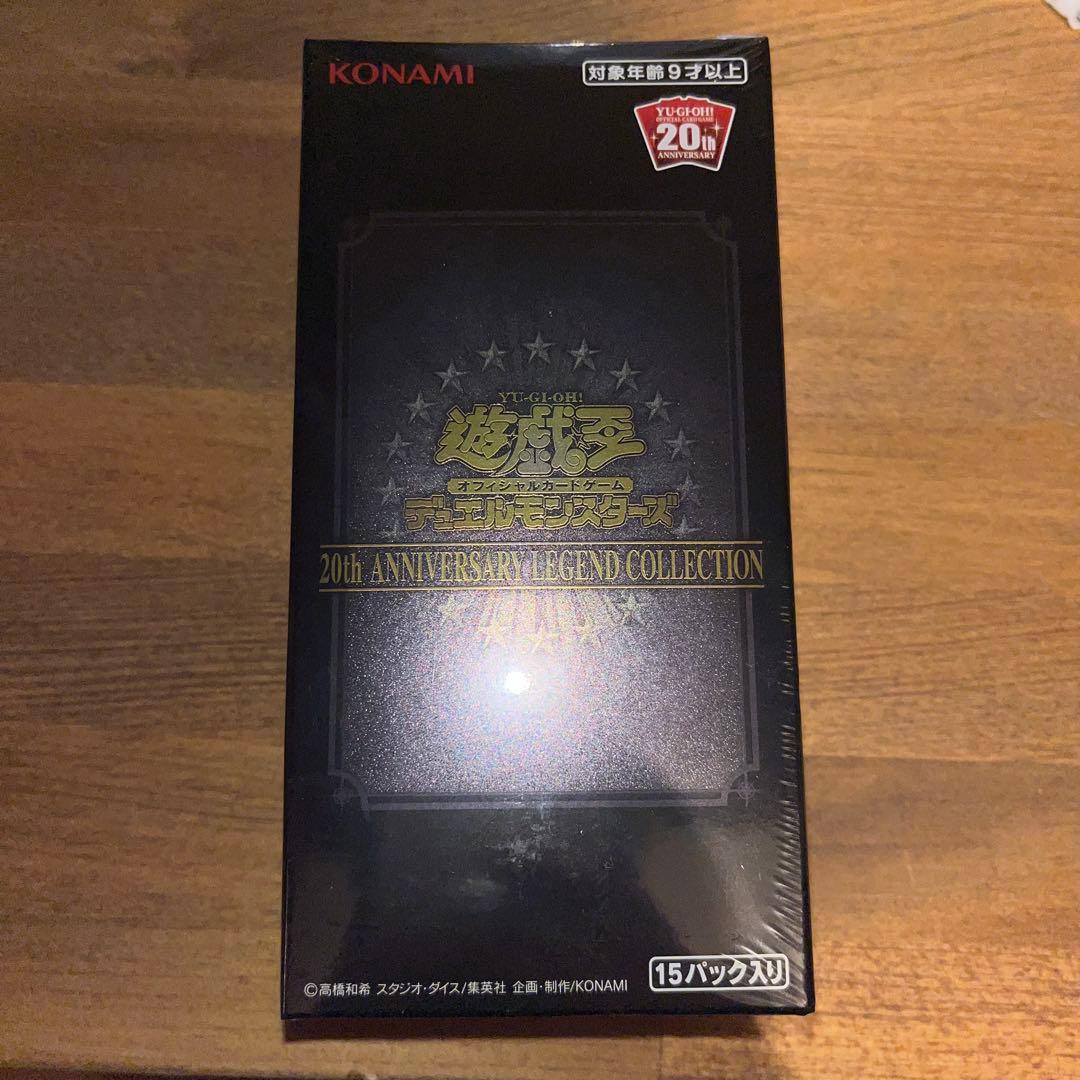 KONAMI
対象年齢9才以上
YU-GI-OH!
OFFICIAL CARD GAME
20th
ANNIVERSARY
YU-GI-OH!
遊戯王
オフィシャルカードゲーム
デュエルモンスターズ
20th ANNIVERSARY LEGEND COLLECTION
15パック入り
©高橋和希 スタジオ・ダイス/集英社 企画・制作/KONAMI